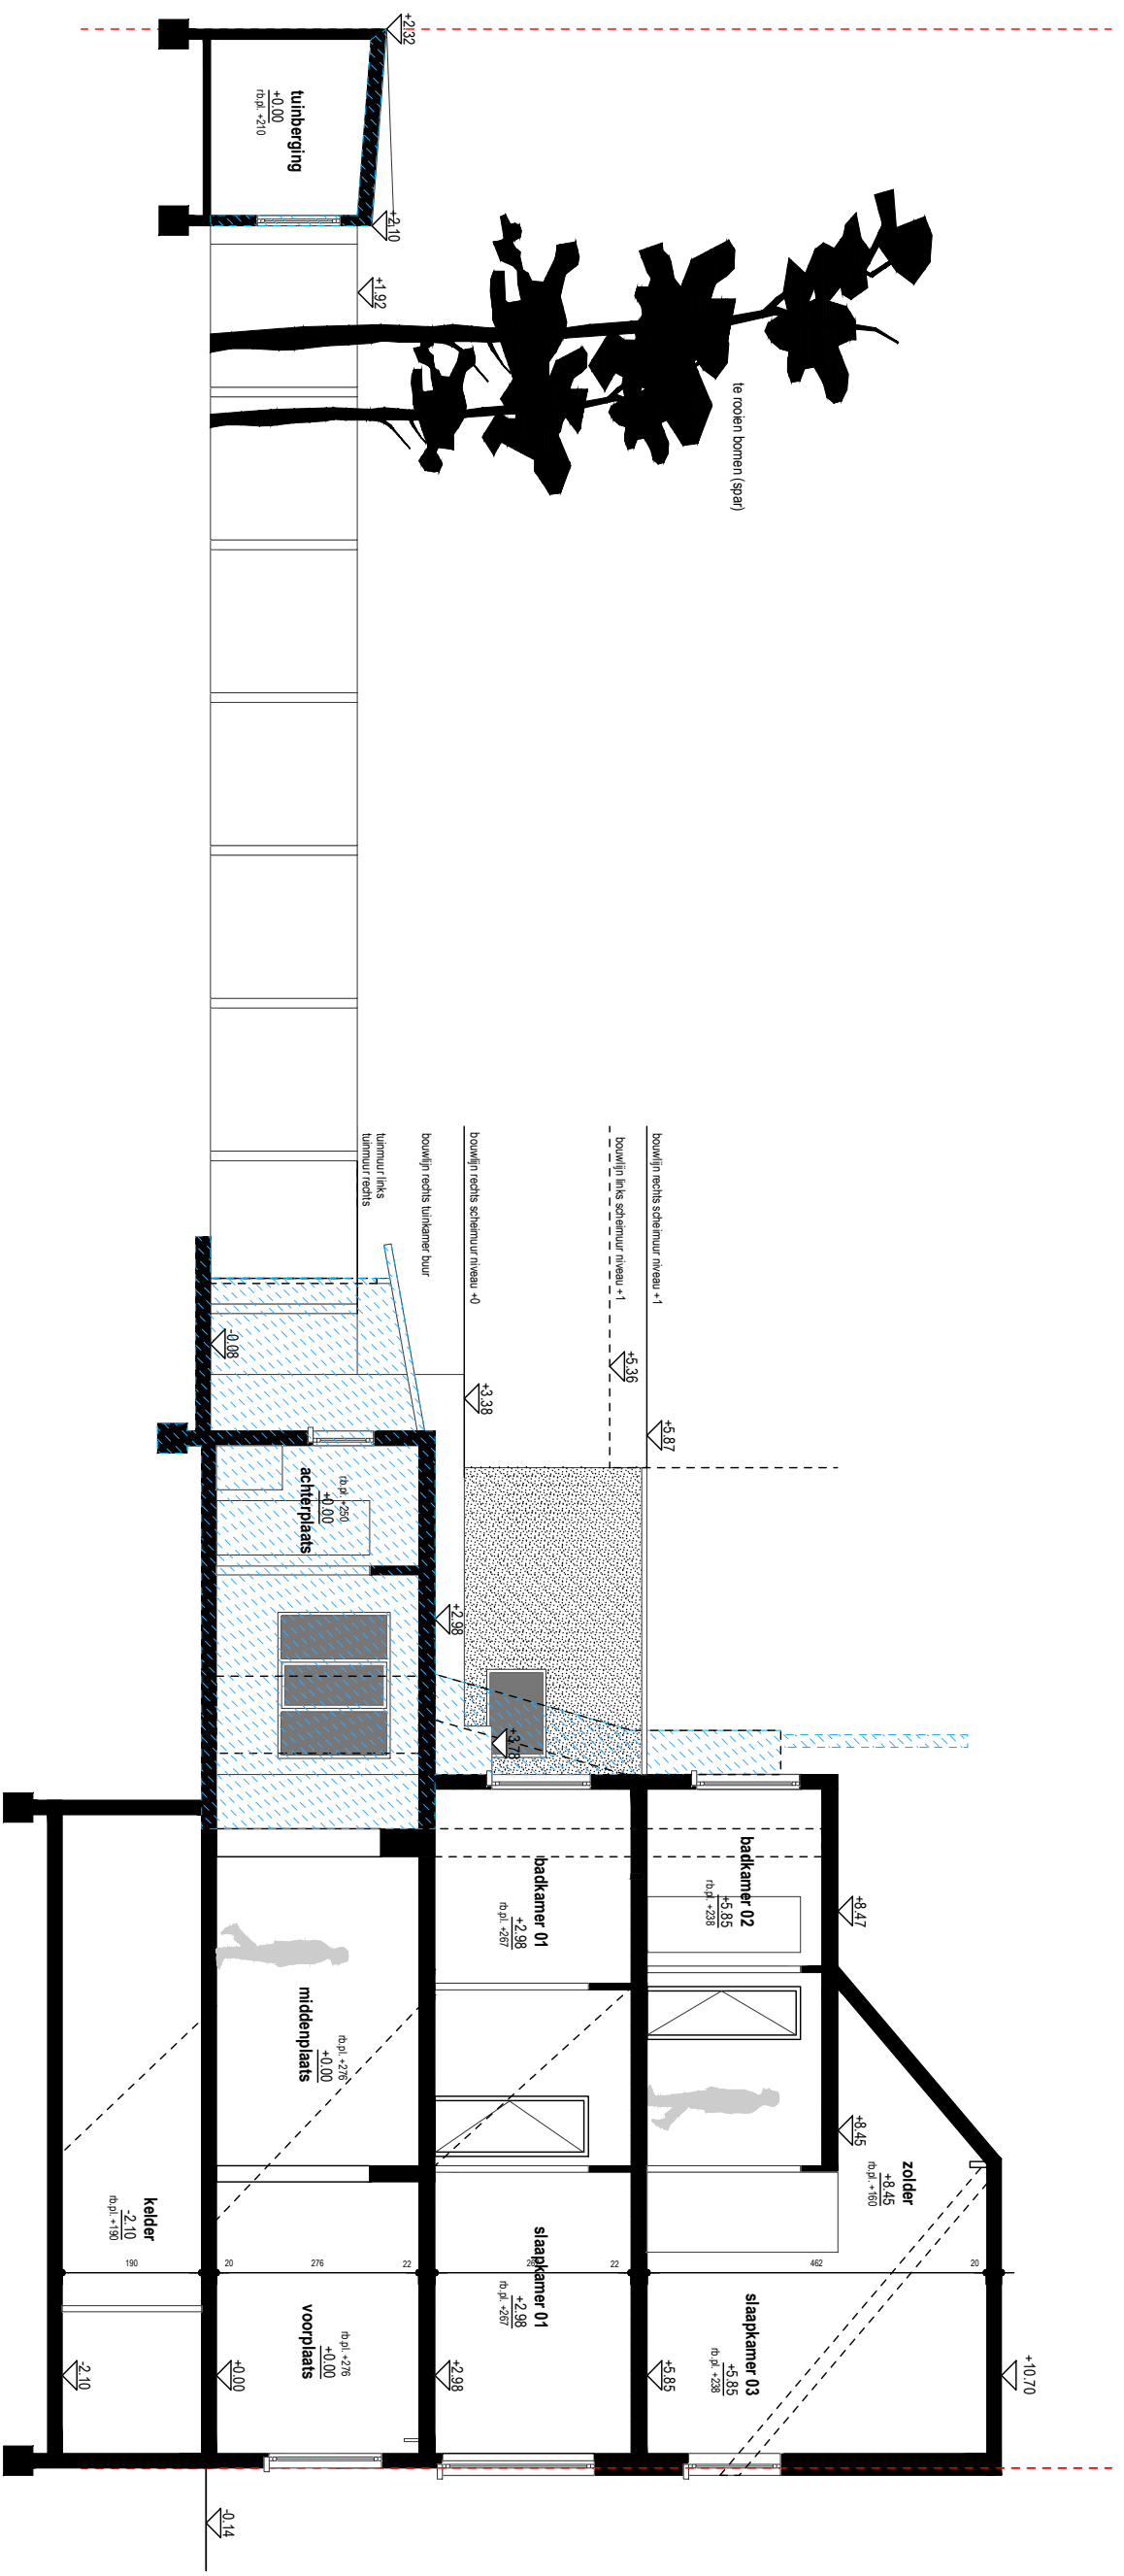 +2.32
tuinberging
+0.00
rb.pl. +210
+2.10
+1.92
te rooien bomen (spar)
bouwlijn rechts scheimuur niveau +1
bouwlijn links scheimuur niveau +1
bouwlijn rechts scheimuur niveau +0
bouwlijn rechts tuinkamer buur
tuinmuur links
tuinmuur rechts
+5.36
+5.87
+3.38
-0.08
rb.pl. +250
+0.00
achterplaats
+2.98
+3.78
badkamer 02
+5.85
rb.pl. +238
+8.47
badkamer 01
+2.98
rb.pl. +267
rb.pl. +276
+0.00
middenplaats
+8.45
zolder
+8.45
rb.pl. +160
kelder
-2.10
rb.pl. +190
slaapkamer 01
+2.98
rb.pl. +267
190
20
276
22
22
462
20
slaapkamer 03
+5.85
rb.pl. +238
rb.pl. +276
+0.00
voorplaats
-2.10
+0.00
+2.98
+5.85
+10.70
-0.14